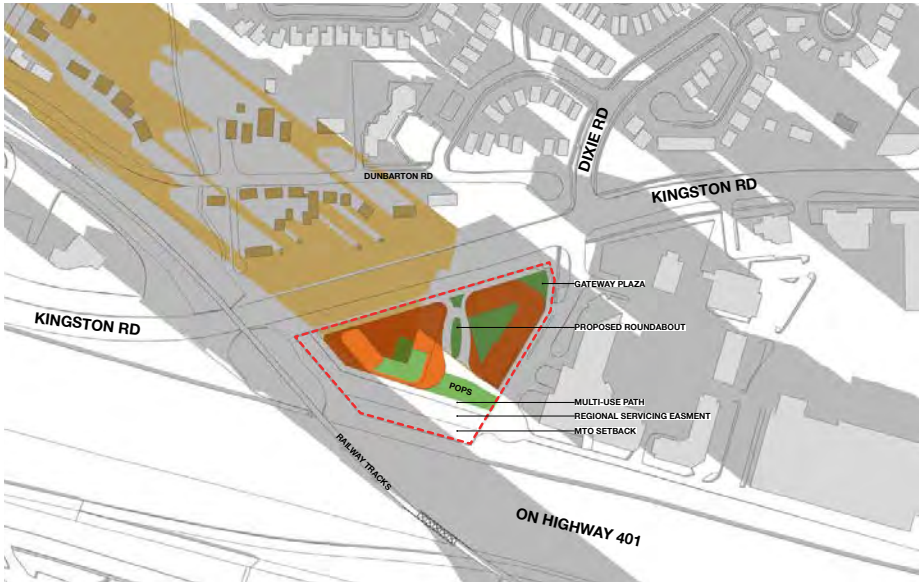 DIXIE RD
DUNBARTON RD
KINGSTON RD
GATEWAY PLAZA
KINGSTON RD
PROPOSED ROUNDABOUT
POPS
MULTI-USE PATH
REGIONAL SERVICING EASMENT
MTO SETBACK
RAILWAY TRACKS
ON HIGHWAY 401